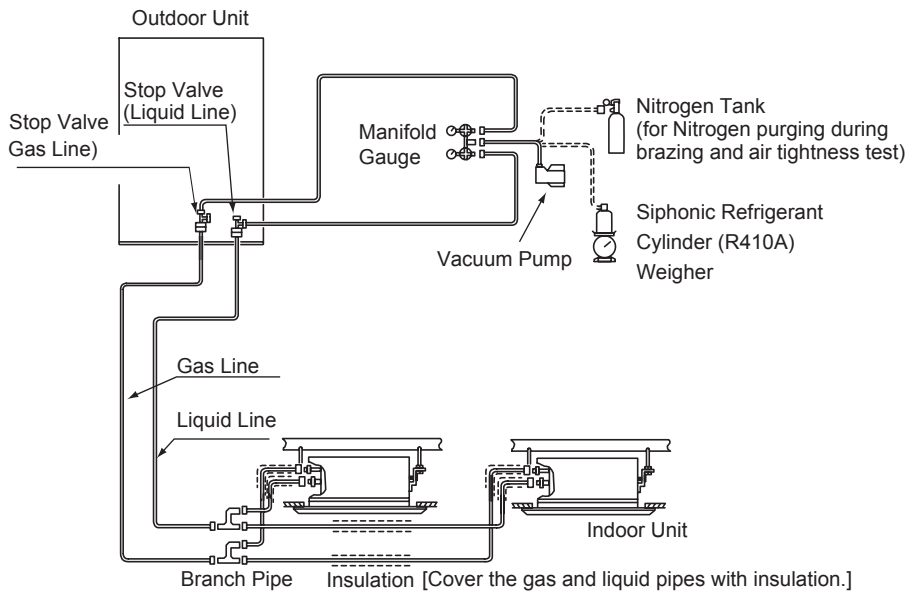 Outdoor Unit
Stop Valve
(Liquid Line)
Stop Valve
Gas Line)
Manifold
Gauge
Nitrogen Tank
(for Nitrogen purging during
brazing and air tightness test)
Siphonic Refrigerant
Cylinder (R410A)
Weigher
Vacuum Pump
Gas Line
Liquid Line
Indoor Unit
Branch Pipe
Insulation [Cover the gas and liquid pipes with insulation.]